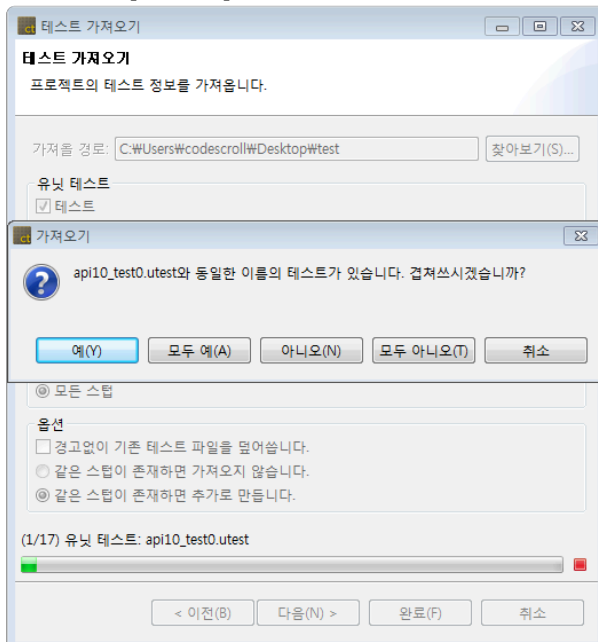 테스트 가져오기
테스트 가져오기
프로젝트의 테스트 정보를 가져옵니다.
가져올 경로: C:₩Users₩codescroll₩Desktop₩test 찾아보기(S)...
유닛 테스트
테스트
ct 가져오기
api10_test0.utest와 동일한 이름의 테스트가 있습니다. 겹쳐쓰시겠습니까?
예(Y) 모두 예(A) 아니오(N) 모두 아니오(T) 취소
모든 스텁
옵션
경고없이 기존 테스트 파일을 덮어씁니다.
같은 스텁이 존재하면 가져오지 않습니다.
같은 스텁이 존재하면 추가로 만듭니다.
(1/17) 유닛 테스트: api10_test0.utest
< 이전(B) 다음(N) > 완료(F) 취소